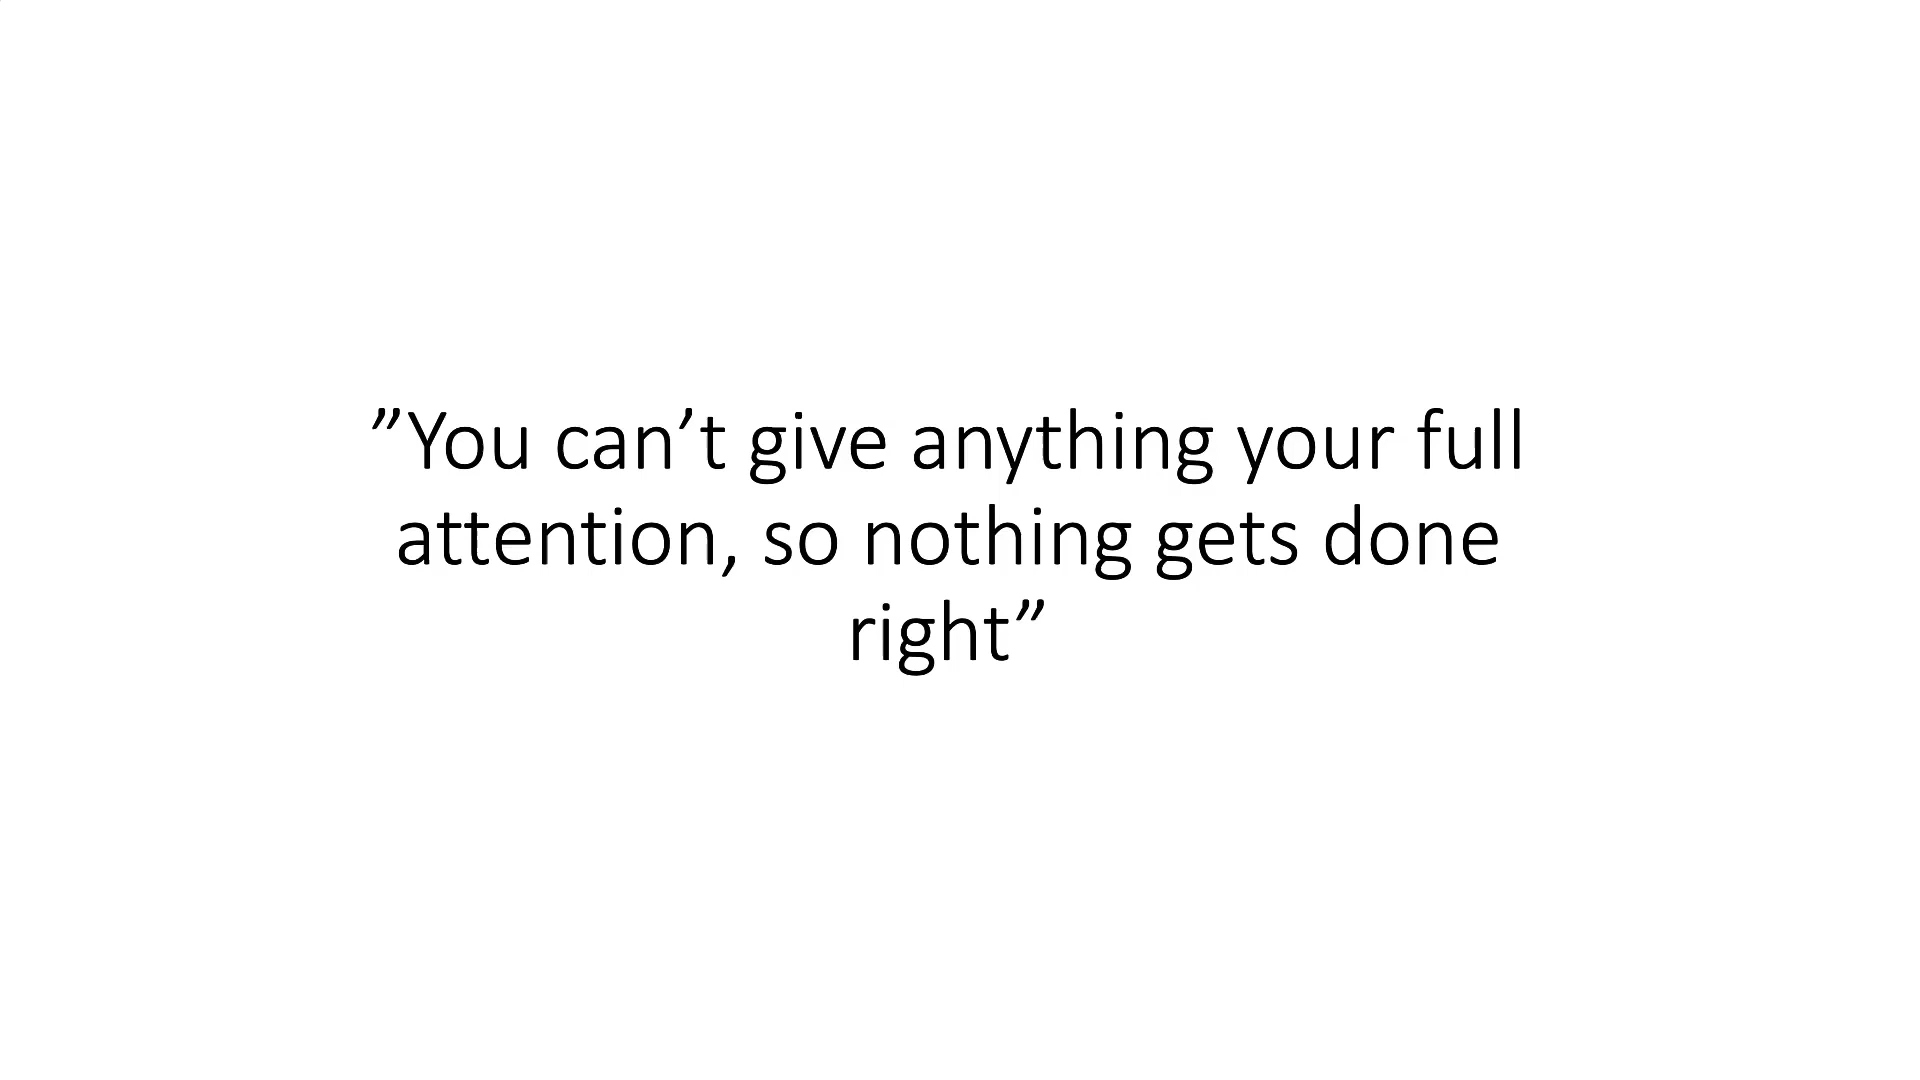 ”You can’t give anything your full
attention, so nothing gets done
right”